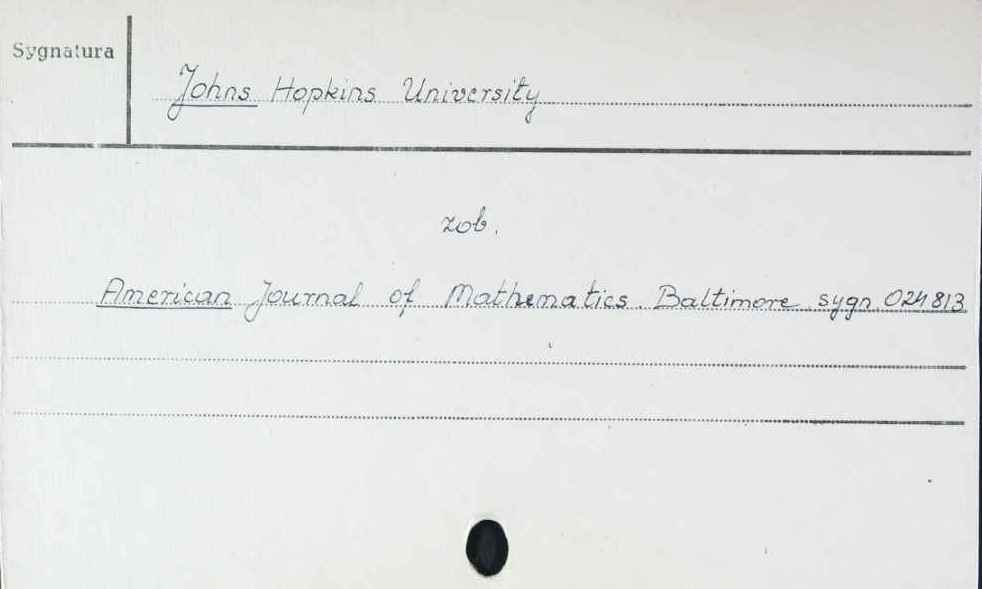 Sygnatura
Johns Hopkins University
zob.
American Journal of Mathematics. Baltimore sygn. 024813